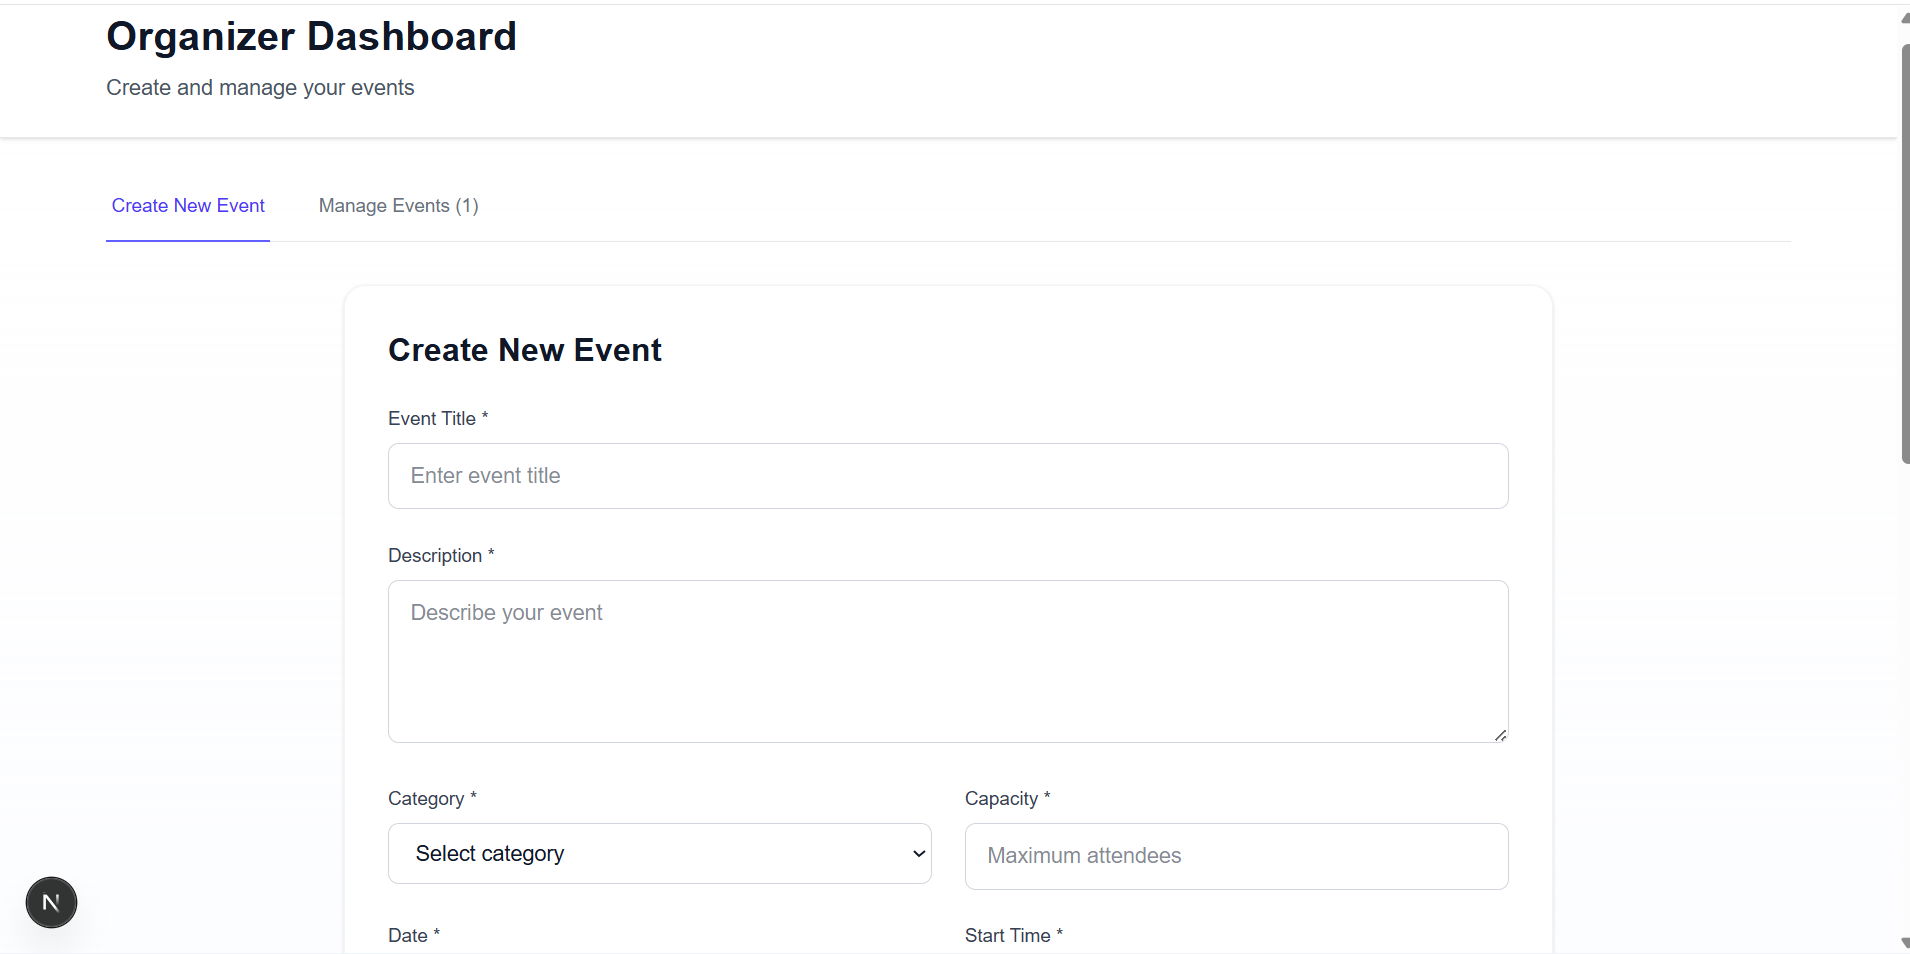 Organizer Dashboard
Create and manage your events
Create New Event
Manage Events (1)
Create New Event
Event Title *
Enter event title
Description *
Describe your event
Category *
Capacity *
Select category
Maximum attendees
Date *
Start Time *
N